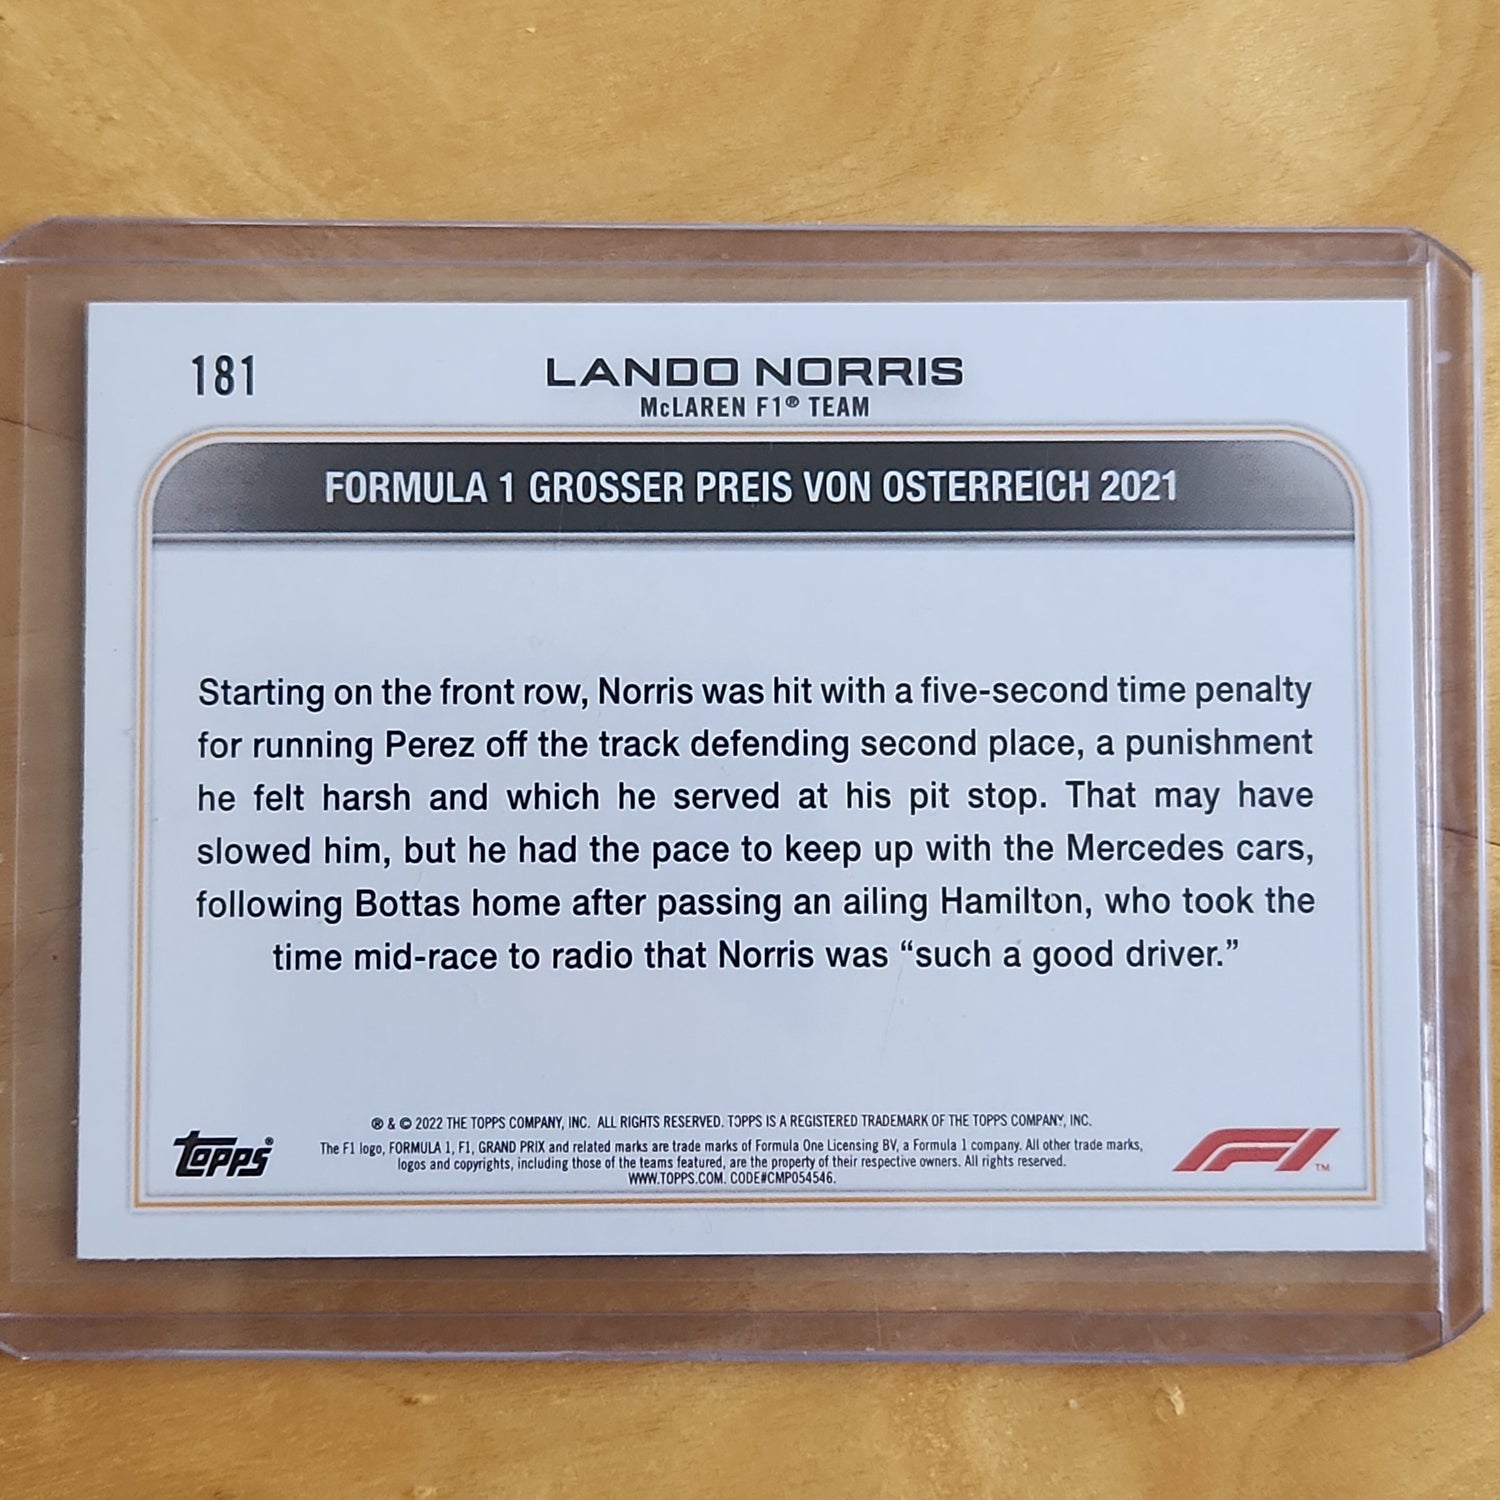 181
LANDO NORRIS
McLAREN F1® TEAM
FORMULA 1 GROSSER PREIS VON OSTERREICH 2021
Starting on the front row, Norris was hit with a five-second time penalty
for running Perez off the track defending second place, a punishment
he felt harsh and which he served at his pit stop. That may have
slowed him, but he had the pace to keep up with the Mercedes cars,
following Bottas home after passing an ailing Hamilton, who took the
time mid-race to radio that Norris was “such a good driver.”
® & © 2022 THE TOPPS COMPANY, INC. ALL RIGHTS RESERVED. TOPPS IS A REGISTERED TRADEMARK OF THE TOPPS COMPANY, INC.
The F1 logo, FORMULA 1, F1, GRAND PRIX and related marks are trade marks of Formula One Licensing BV, a Formula 1 company. All other trade marks,
logos and copyrights, including those of the teams featured, are the property of their respective owners. All rights reserved.
WWW.TOPPS.COM. CODE#CMP054546.
topps®
F1™